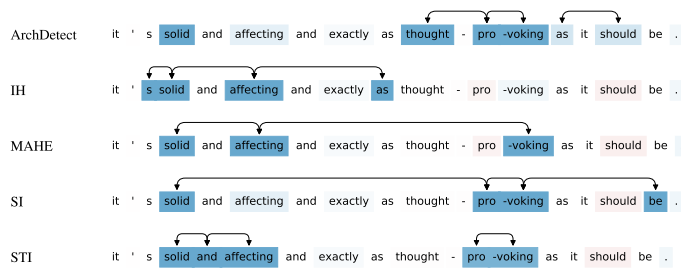 ArchDetect it ' s solid and affecting and exactly as thought - pro -voking as it should be .
IH it ' s solid and affecting and exactly as thought - pro -voking as it should be .
MAHE it ' s solid and affecting and exactly as thought - pro -voking as it should be .
SI it ' s solid and affecting and exactly as thought - pro -voking as it should be .
STI it ' s solid and affecting and exactly as thought - pro -voking as it should be .